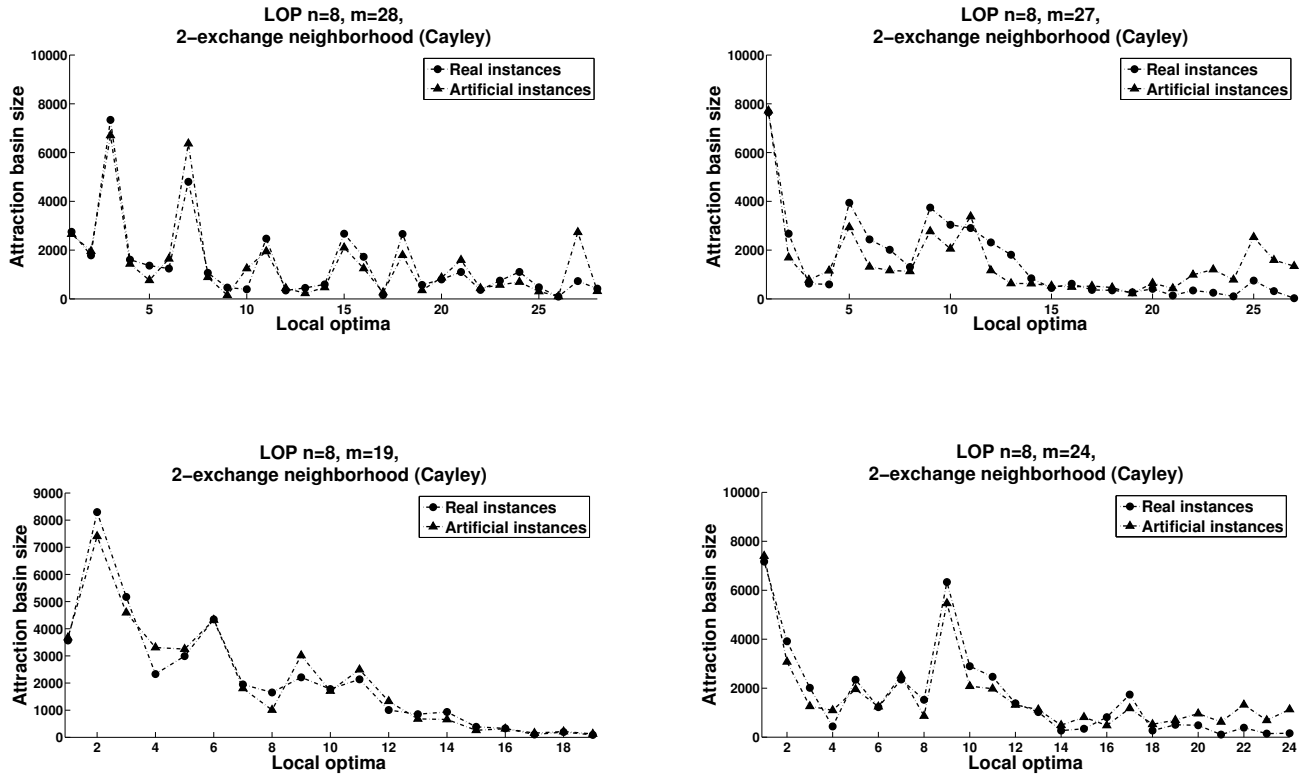 LOP n=8, m=28,
2−exchange neighborhood (Cayley)
Attraction basin size
10000
8000
6000
4000
2000
0
Real instances
Artificial instances
5 10 15 20 25
Local optima
LOP n=8, m=27,
2−exchange neighborhood (Cayley)
Attraction basin size
10000
8000
6000
4000
2000
0
Real instances
Artificial instances
5 10 15 20 25
Local optima
LOP n=8, m=19,
2−exchange neighborhood (Cayley)
Attraction basin size
9000
8000
7000
6000
5000
4000
3000
2000
1000
0
Real instances
Artificial instances
2 4 6 8 10 12 14 16 18
Local optima
LOP n=8, m=24,
2−exchange neighborhood (Cayley)
Attraction basin size
10000
8000
6000
4000
2000
0
Real instances
Artificial instances
2 4 6 8 10 12 14 16 18 20 22 24
Local optima